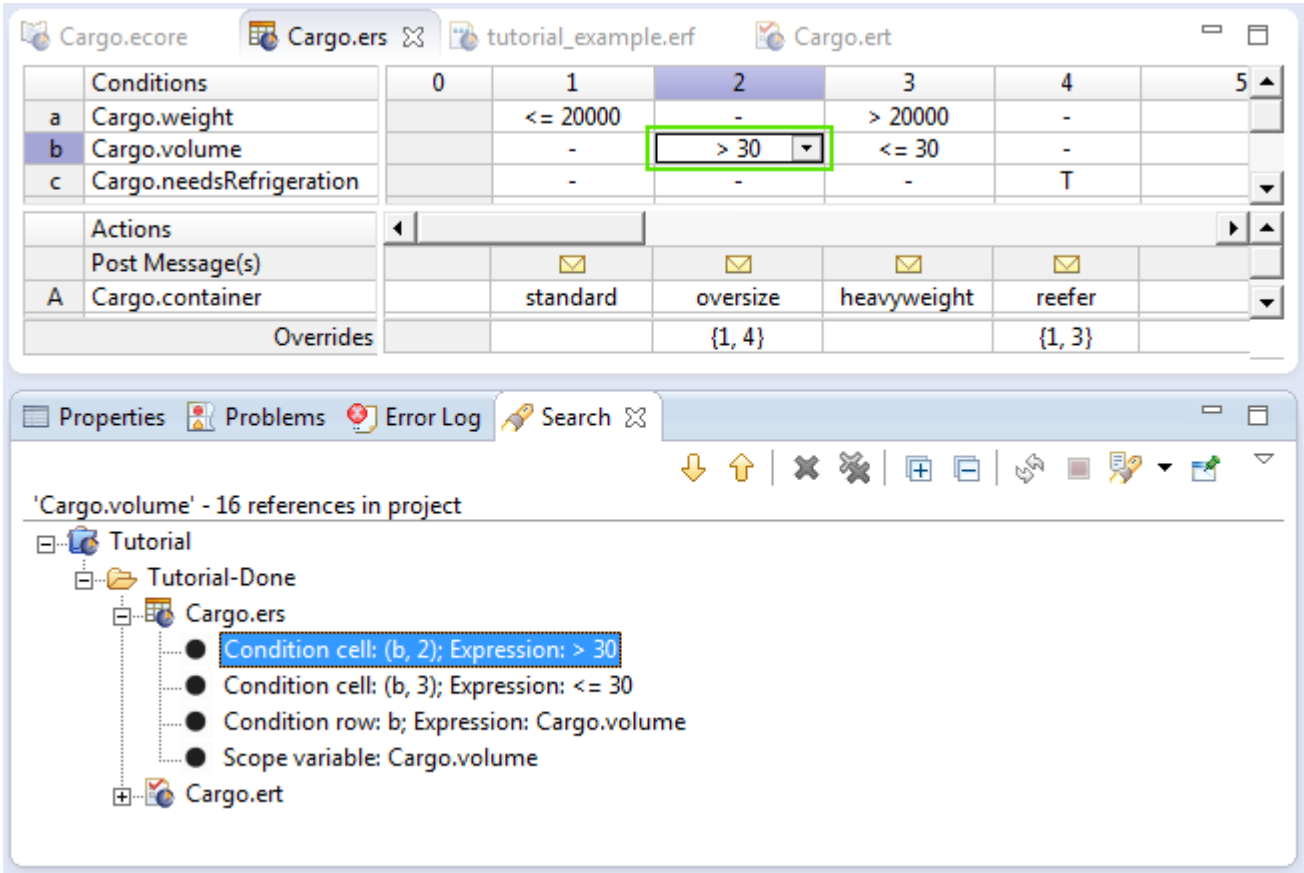 Cargo.ecore Cargo.ers tutorial_example.erf Cargo.ert
Conditions 0 1 2 3 4 5
a Cargo.weight <= 20000 - > 20000 -
b Cargo.volume - > 30 <= 30 -
c Cargo.needsRefrigeration - - - T
Actions
Post Message(s)
A Cargo.container standard oversize heavyweight reefer
Overrides {1, 4} {1, 3}
Properties Problems Error Log Search
'Cargo.volume' - 16 references in project
Tutorial
Tutorial-Done
Cargo.ers
Condition cell: (b, 2); Expression: > 30
Condition cell: (b, 3); Expression: <= 30
Condition row: b; Expression: Cargo.volume
Scope variable: Cargo.volume
Cargo.ert